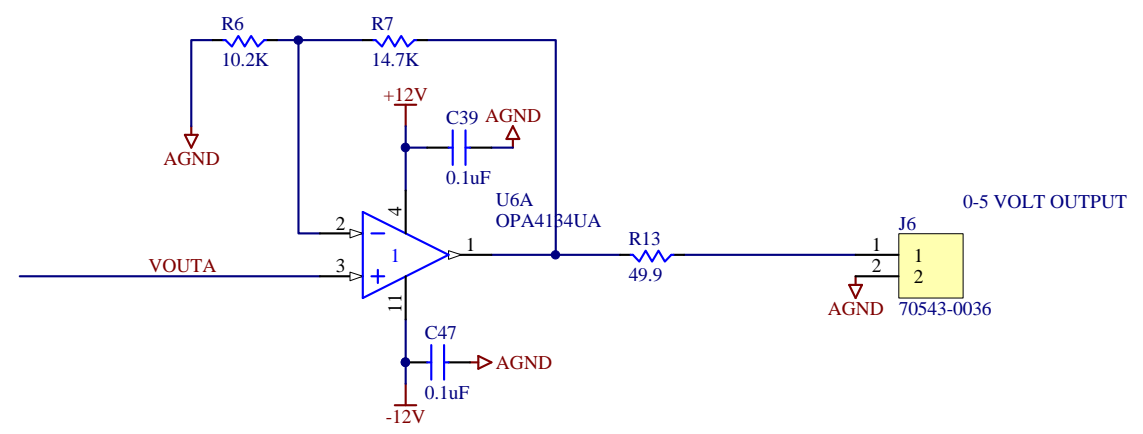 R6
R7
10.2K
14.7K
+12V
C39
AGND
AGND
0.1uF
U6A
OPA4134UA
0-5 VOLT OUTPUT
4
2
1
1
3
VOUTA
R13
49.9
J6
1
1
2
2
AGND
70543-0036
11
C47
AGND
0.1uF
-12V